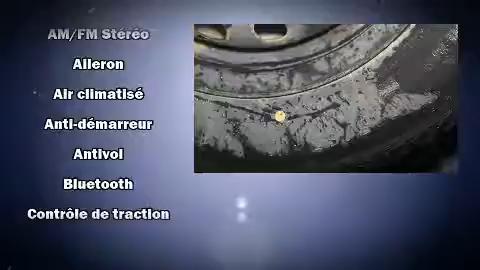 AM/FM Stéréo
Aileron
Air climatisé
Anti-démarreur
Antivol
Bluetooth
Contrôle de traction